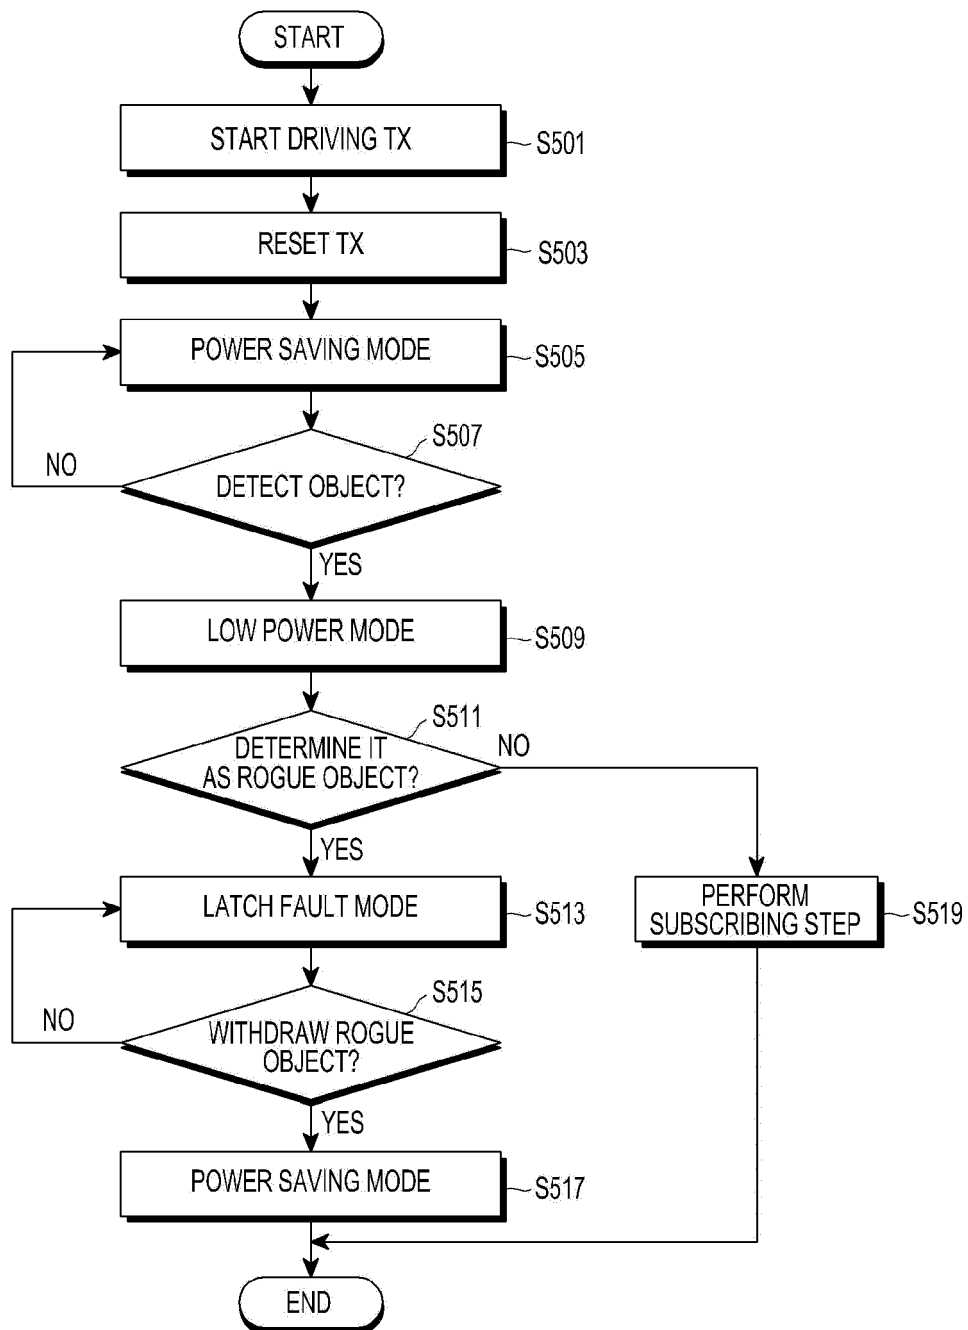 START
START DRIVING TX
S501
RESET TX
S503
POWER SAVING MODE
S505
S507
NO
DETECT OBJECT?
YES
LOW POWER MODE
S509
S511
NO
DETERMINE IT
AS ROGUE OBJECT?
YES
LATCH FAULT MODE
S513
PERFORM
SUBSCRIBING STEP
S519
S515
NO
WITHDRAW ROGUE
OBJECT?
YES
POWER SAVING MODE
S517
END